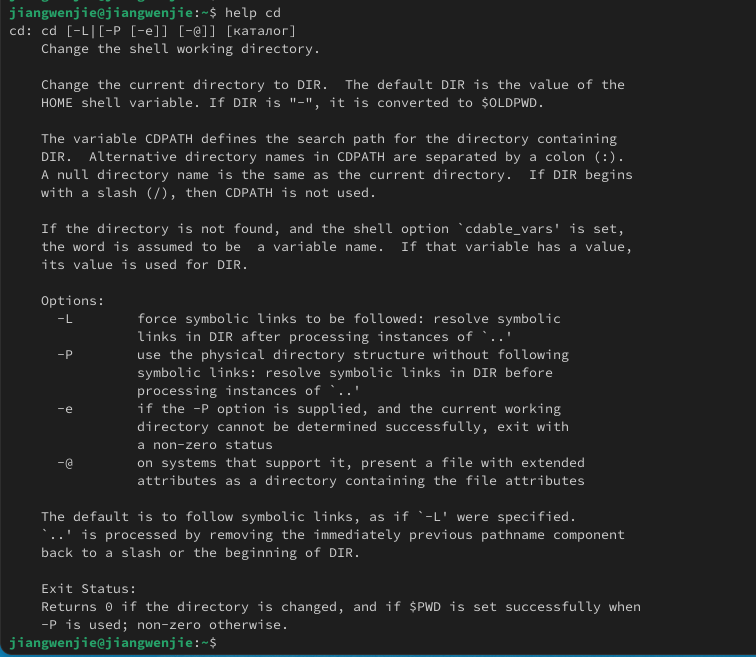 jiangwenjie@jiangwenjie:~$ help cd
cd: cd [-L|[-P [-e]] [-@]] [каталог]
    Change the shell working directory.

    Change the current directory to DIR.  The default DIR is the value of the
    HOME shell variable. If DIR is "-", it is converted to $OLDPWD.

    The variable CDPATH defines the search path for the directory containing
    DIR.  Alternative directory names in CDPATH are separated by a colon (:).
    A null directory name is the same as the current directory.  If DIR begins
    with a slash (/), then CDPATH is not used.

    If the directory is not found, and the shell option `cdable_vars' is set,
    the word is assumed to be  a variable name.  If that variable has a value,
    its value is used for DIR.

    Options:
      -L        force symbolic links to be followed: resolve symbolic
                links in DIR after processing instances of `..'
      -P        use the physical directory structure without following
                symbolic links: resolve symbolic links in DIR before
                processing instances of `..'
      -e        if the -P option is supplied, and the current working
                directory cannot be determined successfully, exit with
                a non-zero status
      -@        on systems that support it, present a file with extended
                attributes as a directory containing the file attributes

    The default is to follow symbolic links, as if `-L' were specified.
    `..' is processed by removing the immediately previous pathname component
    back to a slash or the beginning of DIR.

    Exit Status:
    Returns 0 if the directory is changed, and if $PWD is set successfully when
    -P is used; non-zero otherwise.
jiangwenjie@jiangwenjie:~$